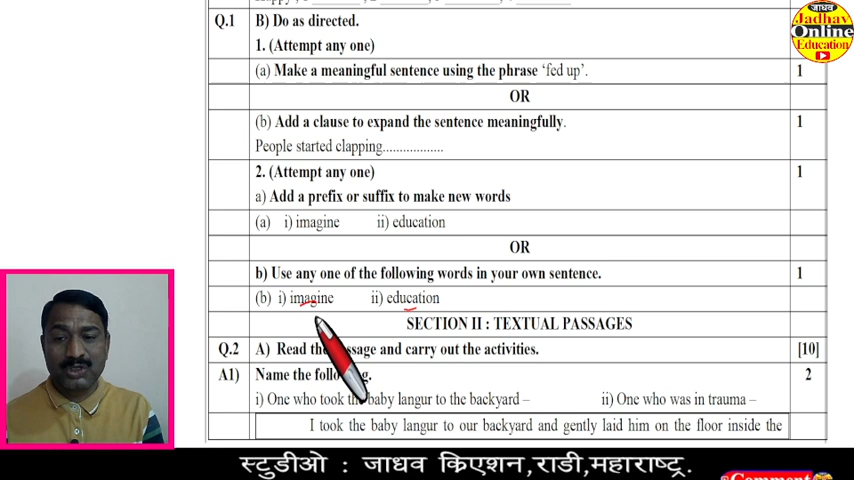 जाधव
Jadhav
Online
Education
Q.1 B) Do as directed.
1. (Attempt any one)
(a) Make a meaningful sentence using the phrase ‘fed up’. 1
OR
(b) Add a clause to expand the sentence meaningfully. 1
People started clapping..................
2. (Attempt any one) 1
a) Add a prefix or suffix to make new words
(a) i) imagine ii) education
OR
b) Use any one of the following words in your own sentence. 1
(b) i) imagine ii) education
SECTION II : TEXTUAL PASSAGES
Q.2 A) Read the passage and carry out the activities. [10]
A1) Name the following. 2
i) One who took the baby langur to the backyard – ii) One who was in trauma –
I took the baby langur to our backyard and gently laid him on the floor inside the
स्टुडीओ : जाधव क्रिएशन,राडी,महाराष्ट्र.
Comment